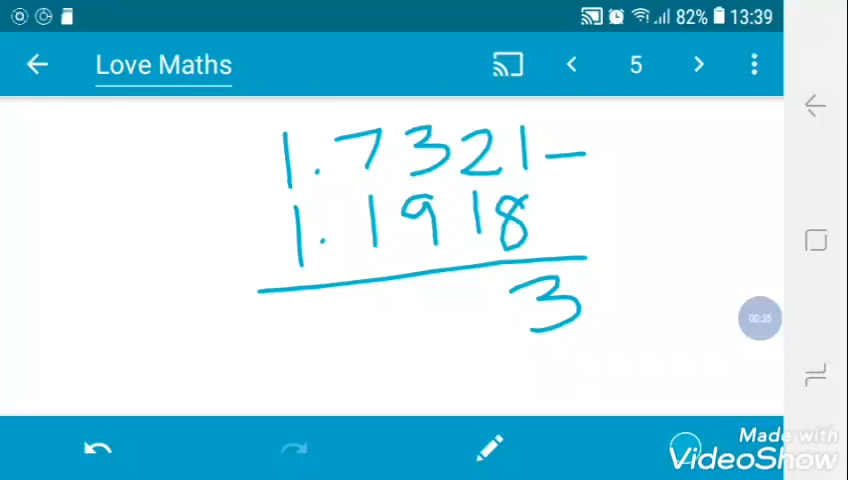 82% 13:39
Love Maths 5
1.7321 –
1.1918
3
00:35
Made with
VideoShow